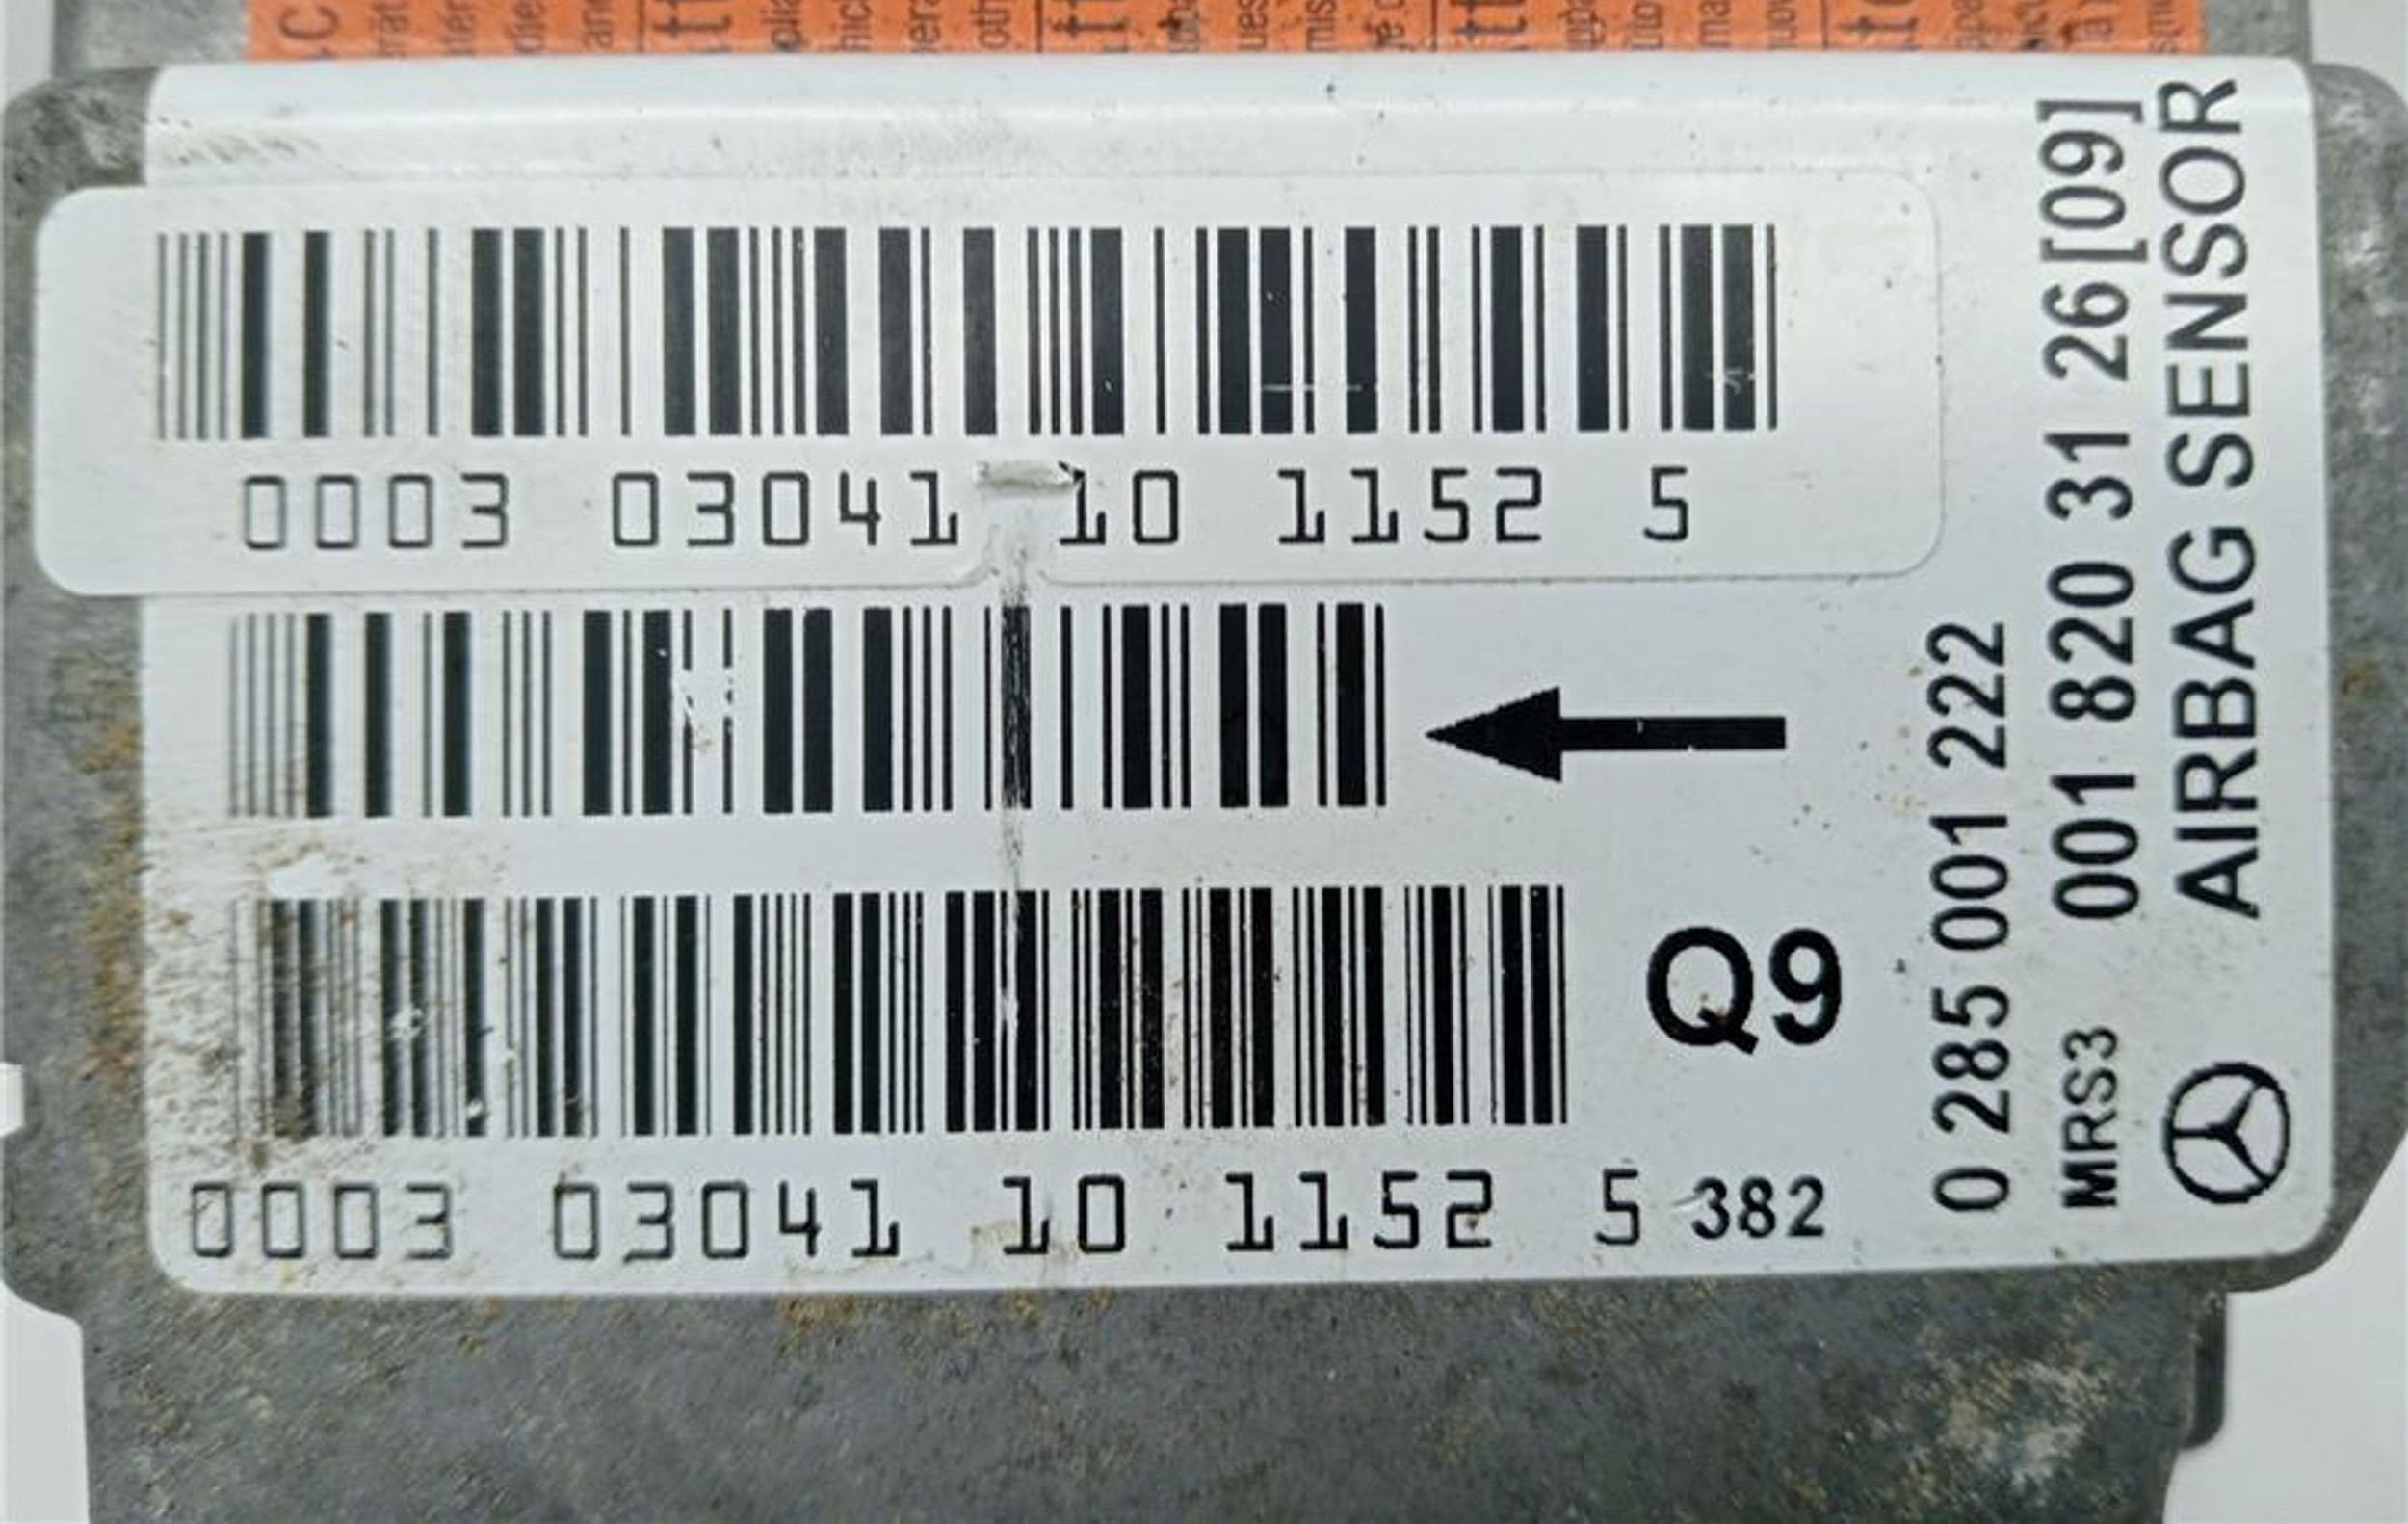 0003 03041 10 1152 5
Q9
0003 03041 10 1152 5 382
0 285 001 222
MRS3 001 820 31 26[09]
AIRBAG SENSOR